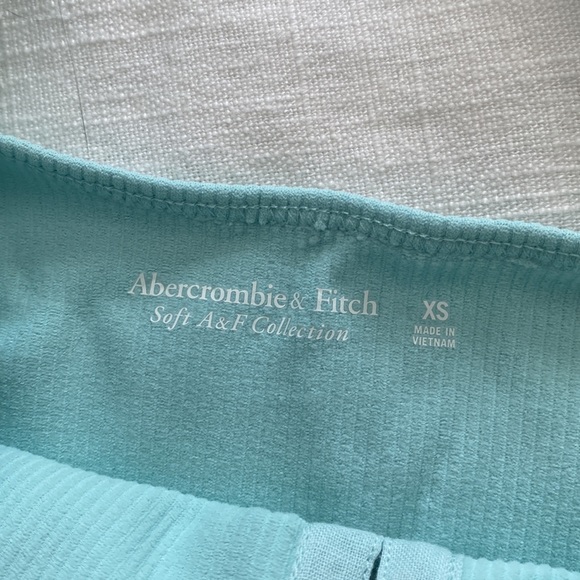 Abercrombie & Fitch
Soft A&F Collection
XS
MADE IN
VIETNAM